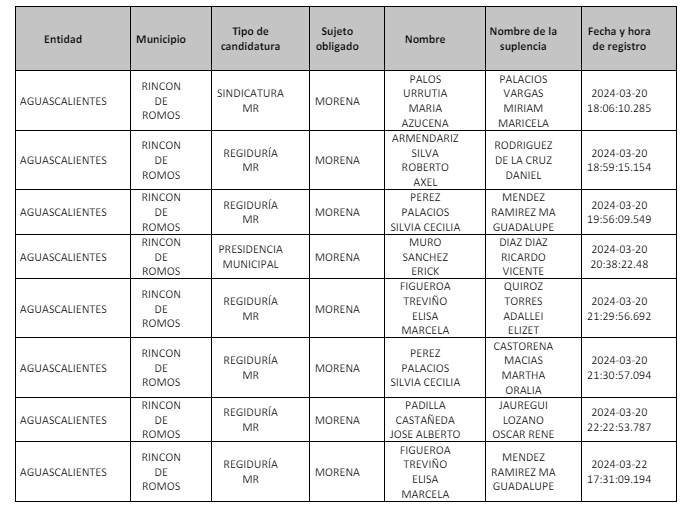 Entidad Municipio Tipo de candidatura Sujeto obligado Nombre Nombre de la suplencia Fecha y hora de registro
AGUASCALIENTES RINCON DE ROMOS SINDICATURA MR MORENA PALOS URRUTIA MARIA AZUCENA PALACIOS VARGAS MIRIAM MARICELA 2024-03-20 18:06:10.285
AGUASCALIENTES RINCON DE ROMOS REGIDURÍA MR MORENA ARMENDARIZ SILVA ROBERTO AXEL RODRIGUEZ DE LA CRUZ DANIEL 2024-03-20 18:59:15.154
AGUASCALIENTES RINCON DE ROMOS REGIDURÍA MR MORENA PEREZ PALACIOS SILVIA CECILIA MENDEZ RAMIREZ MA GUADALUPE 2024-03-20 19:56:09.549
AGUASCALIENTES RINCON DE ROMOS PRESIDENCIA MUNICIPAL MORENA MURO SANCHEZ ERICK DIAZ DIAZ RICARDO VICENTE 2024-03-20 20:38:22.48
AGUASCALIENTES RINCON DE ROMOS REGIDURÍA MR MORENA FIGUEROA TREVIÑO ELISA MARCELA QUIROZ TORRES ADALLEI ELIZET 2024-03-20 21:29:56.692
AGUASCALIENTES RINCON DE ROMOS REGIDURÍA MR MORENA PEREZ PALACIOS SILVIA CECILIA CASTORENA MACIAS MARTHA ORALIA 2024-03-20 21:30:57.094
AGUASCALIENTES RINCON DE ROMOS REGIDURÍA MR MORENA PADILLA CASTAÑEDA JOSE ALBERTO JAUREGUI LOZANO OSCAR RENE 2024-03-20 22:22:53.787
AGUASCALIENTES RINCON DE ROMOS REGIDURÍA MR MORENA FIGUEROA TREVIÑO ELISA MARCELA MENDEZ RAMIREZ MA GUADALUPE 2024-03-22 17:31:09.194